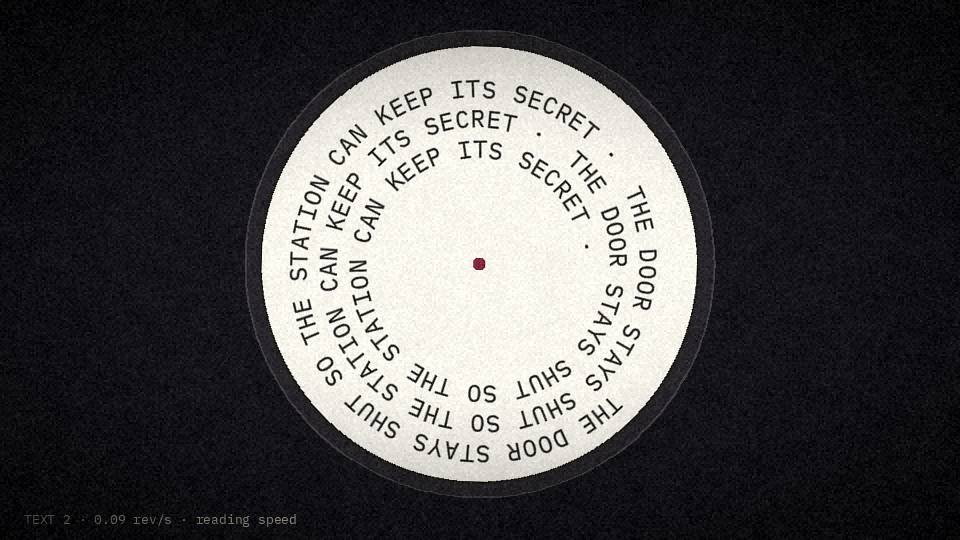 THE DOOR STAYS SHUT SO THE STATION CAN KEEP ITS SECRET ·
THE DOOR STAYS SHUT SO THE STATION CAN KEEP ITS SECRET ·
THE DOOR STAYS SHUT SO THE STATION CAN KEEP ITS SECRET ·
TEXT 2 · 0.09 rev/s · reading speed